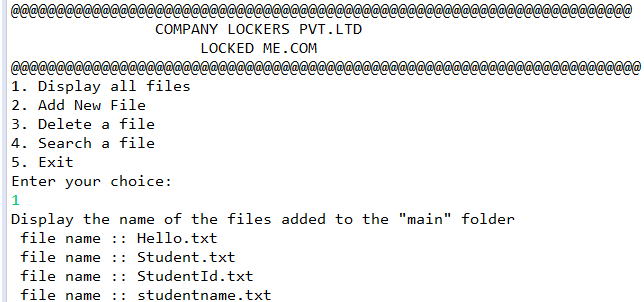 @@@@@@@@@@@@@@@@@@@@@@@@@@@@@@@@@@@@@@@@@@@@@@@@@@@@@@@@@@@@@@@@@@@@@
COMPANY LOCKERS PVT.LTD
LOCKED ME.COM
@@@@@@@@@@@@@@@@@@@@@@@@@@@@@@@@@@@@@@@@@@@@@@@@@@@@@@@@@@@@@@@@@@@@@@
1. Display all files
2. Add New File
3. Delete a file
4. Search a file
5. Exit
Enter your choice:
1
Display the name of the files added to the "main" folder
file name :: Hello.txt
file name :: Student.txt
file name :: StudentId.txt
file name :: studentname.txt